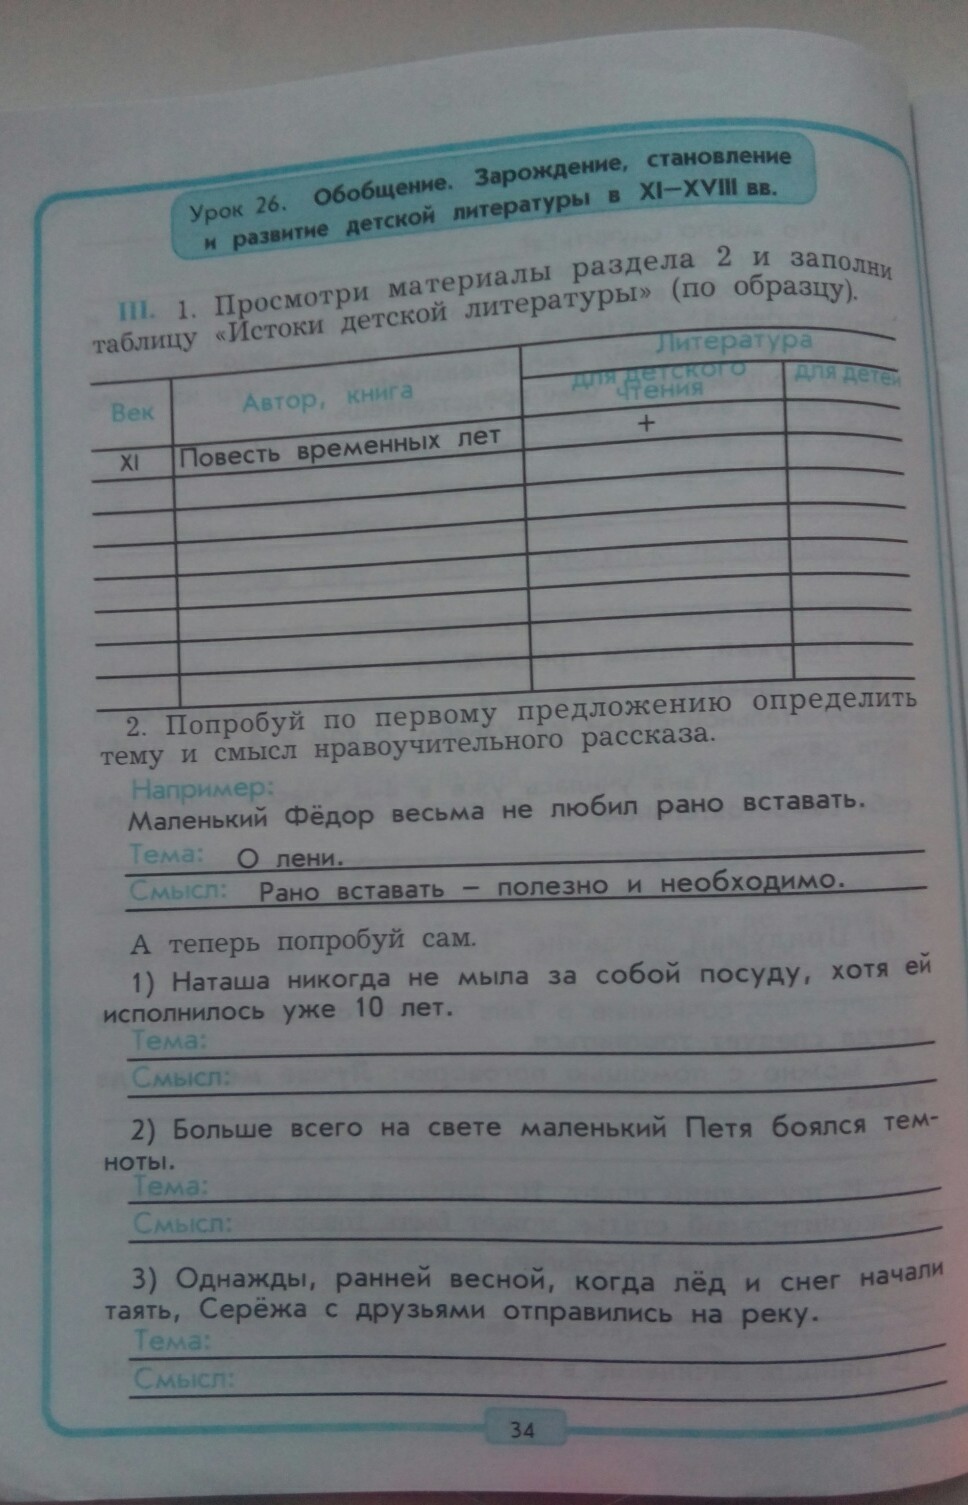 Урок 26. Обобщение. Зарождение, становление
и развитие детской литературы в XI—XVIII вв.
III. 1. Просмотри материалы раздела 2 и заполни
таблицу «Истоки детской литературы» (по образцу).
Век
Автор, книга
Литература
для детского
чтения
для детей
XI Повесть временных лет +
2. Попробуй по первому предложению определить
тему и смысл нравоучительного рассказа.
Например:
Маленький Фёдор весьма не любил рано вставать.
Тема: О лени.
Смысл: Рано вставать – полезно и необходимо.
А теперь попробуй сам.
1) Наташа никогда не мыла за собой посуду, хотя ей
исполнилось уже 10 лет.
Тема:
Смысл:
2) Больше всего на свете маленький Петя боялся тем-
ноты.
Тема:
Смысл:
3) Однажды, ранней весной, когда лёд и снег начали
таять, Серёжа с друзьями отправились на реку.
Тема:
Смысл:
34